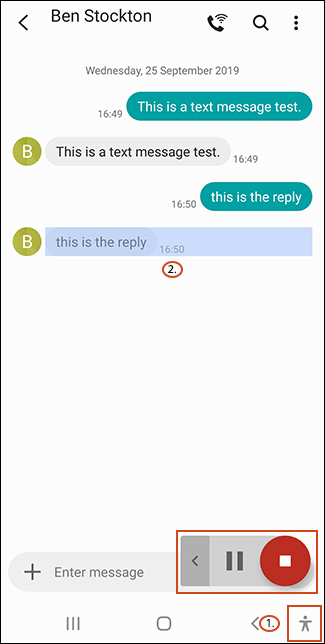 Ben Stockton
Wednesday, 25 September 2019
16:49 This is a text message test.
B This is a text message test. 16:49
16:50 this is the reply
B this is the reply 16:50
2.
Enter message
1.